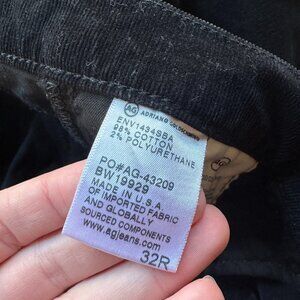 AG ADRIANO GOLDSCHMIED
ENV1434SBA
98% COTTON
2% POLYURETHANE
PO#AG-43209
BW19929
MADE IN U.S.A.
OF IMPORTED FABRIC
AND GLOBALLY
SOURCED COMPONENTS
www.agjeans.com
32R